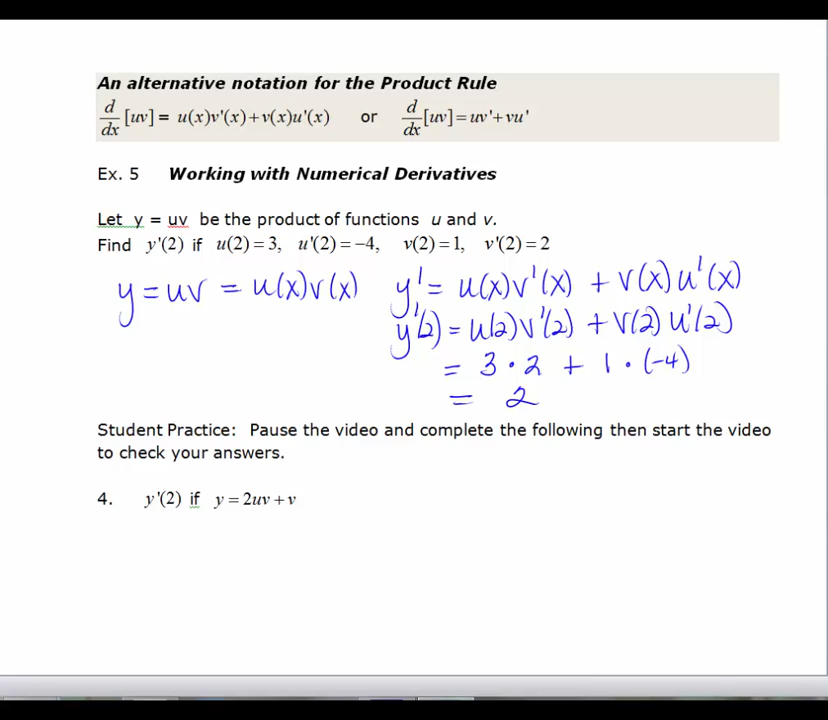 An alternative notation for the Product Rule
d/dx [uv] = u(x)v'(x)+v(x)u'(x) or d/dx [uv]=uv'+vu'
Ex. 5 Working with Numerical Derivatives
Let y = uv be the product of functions u and v.
Find y'(2) if u(2)=3, u'(2)=−4, v(2)=1, v'(2)=2
y = uv = u(x)v(x) y' = u(x)v'(x) + v(x)u'(x)
y'(2) = u(2)v'(2) + v(2)u'(2)
= 3 · 2 + 1 · (−4)
= 2
Student Practice: Pause the video and complete the following then start the video
to check your answers.
4. y'(2) if y = 2uv + v